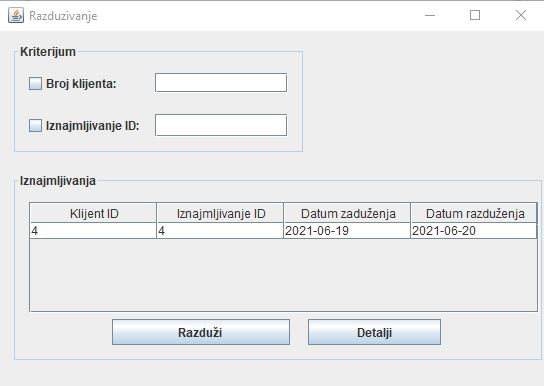 Razduzivanje
Kriterijum
Broj klijenta:
Iznajmljivanje ID:
Iznajmljivanja
Klijent ID Iznajmljivanje ID Datum zaduženja Datum razduženja
4 4 2021-06-19 2021-06-20
Razduži Detalji